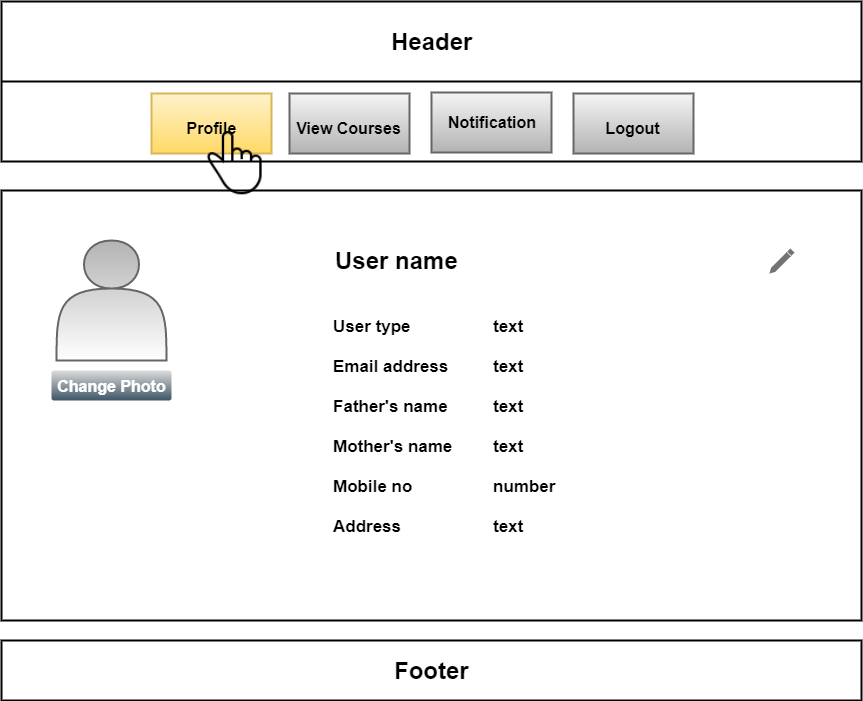 Header
Profile
View Courses
Notification
Logout
User name
User type text
Email address text
Father's name text
Mother's name text
Mobile no number
Address text
Change Photo
Footer